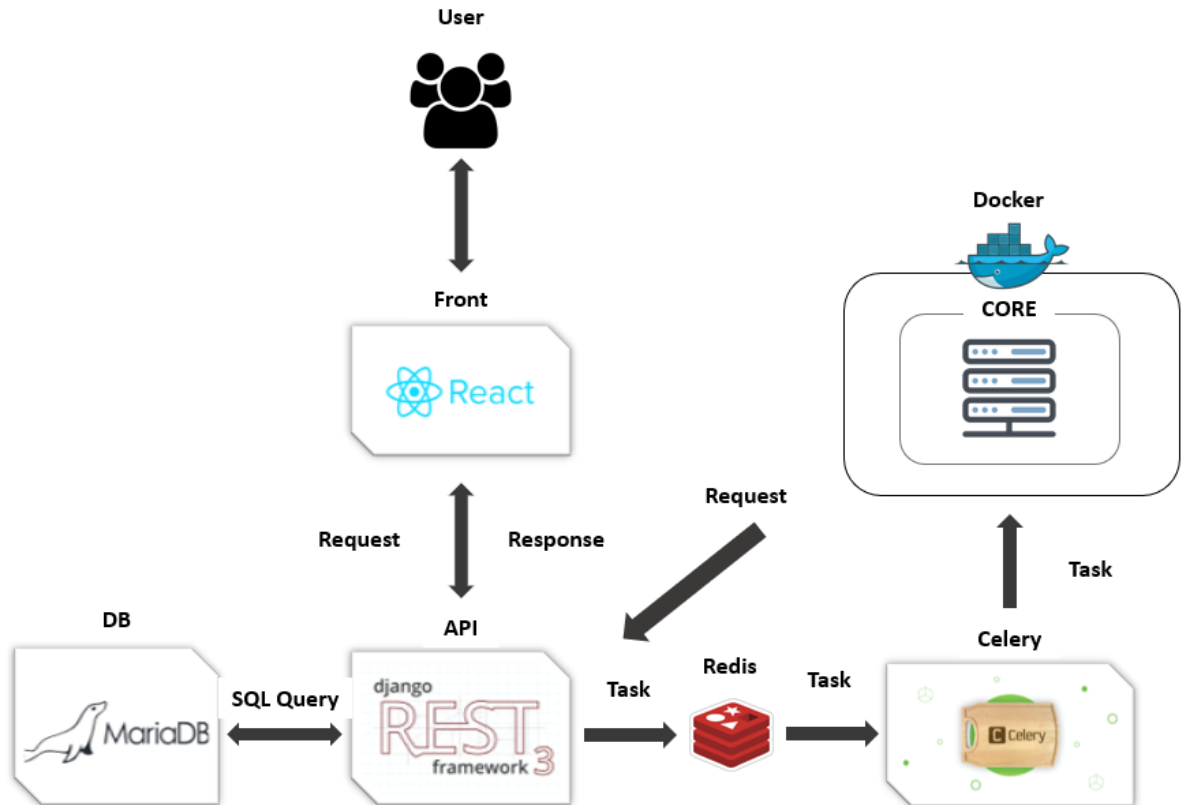 User
Docker
CORE
Front
React
Request
Request
Response
Task
DB
API
Celery
SQL Query
MariaDB
django
REST
framework 3
Task
Redis
Task
C Celery